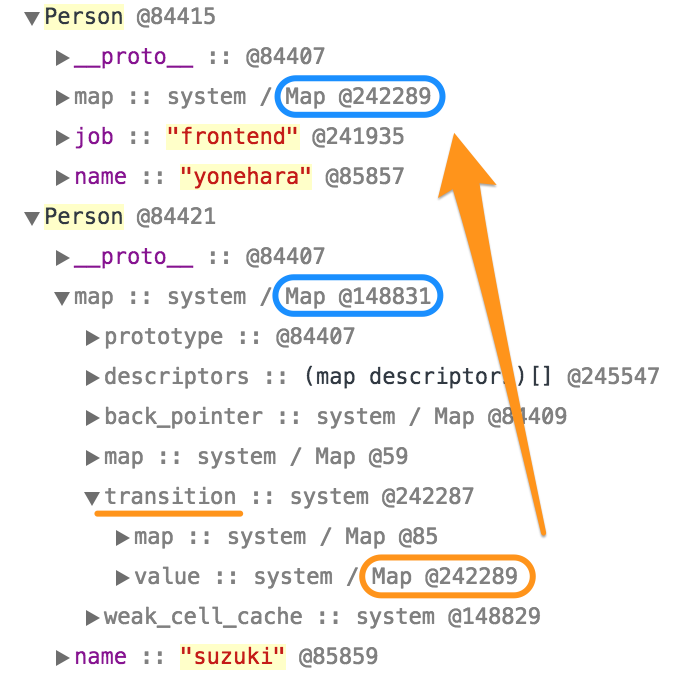 ▼Person @84415
▶__proto__ :: @84407
▶map :: system / Map @242289
▶job :: "frontend" @241935
▶name :: "yonehara" @85857
▼Person @84421
▶__proto__ :: @84407
▼map :: system / Map @148831
▶prototype :: @84407
▶descriptors :: (map descriptors)[] @245547
▶back_pointer :: system / Map @84409
▶map :: system / Map @59
▼transition :: system @242287
▶map :: system / Map @85
▶value :: system / Map @242289
▶weak_cell_cache :: system @148829
▶name :: "suzuki" @85859